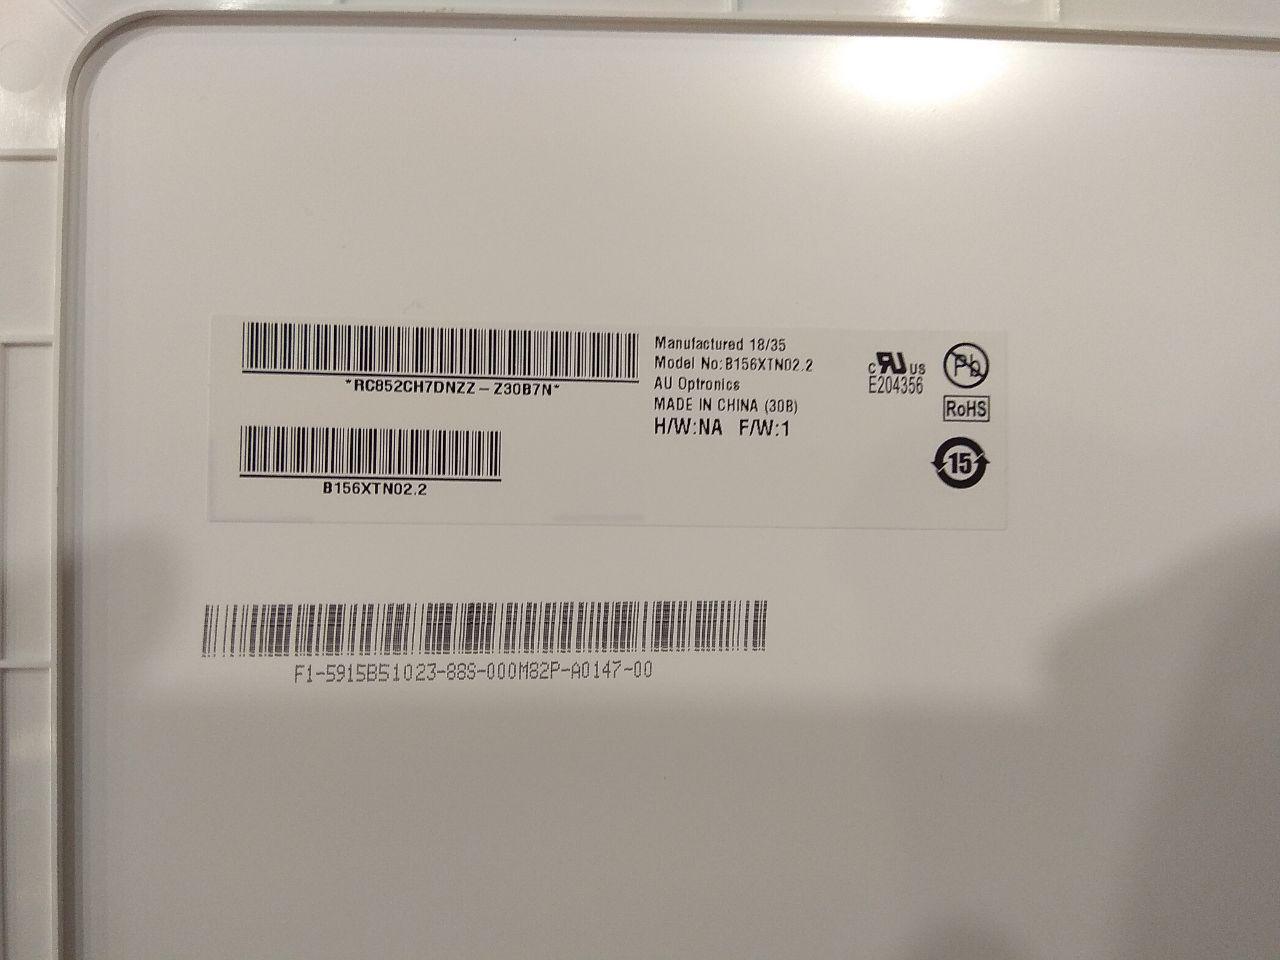 *RC852CH7DNZZ-Z30B7N*
B156XTN02.2
Manufactured 18/35
Model No:B156XTN02.2
AU Optronics
MADE IN CHINA (30B)
H/W:NA F/W:1
c RU US
E204356
Pb
RoHS
15
F1-5915B51023-88S-000M82P-A0147-00